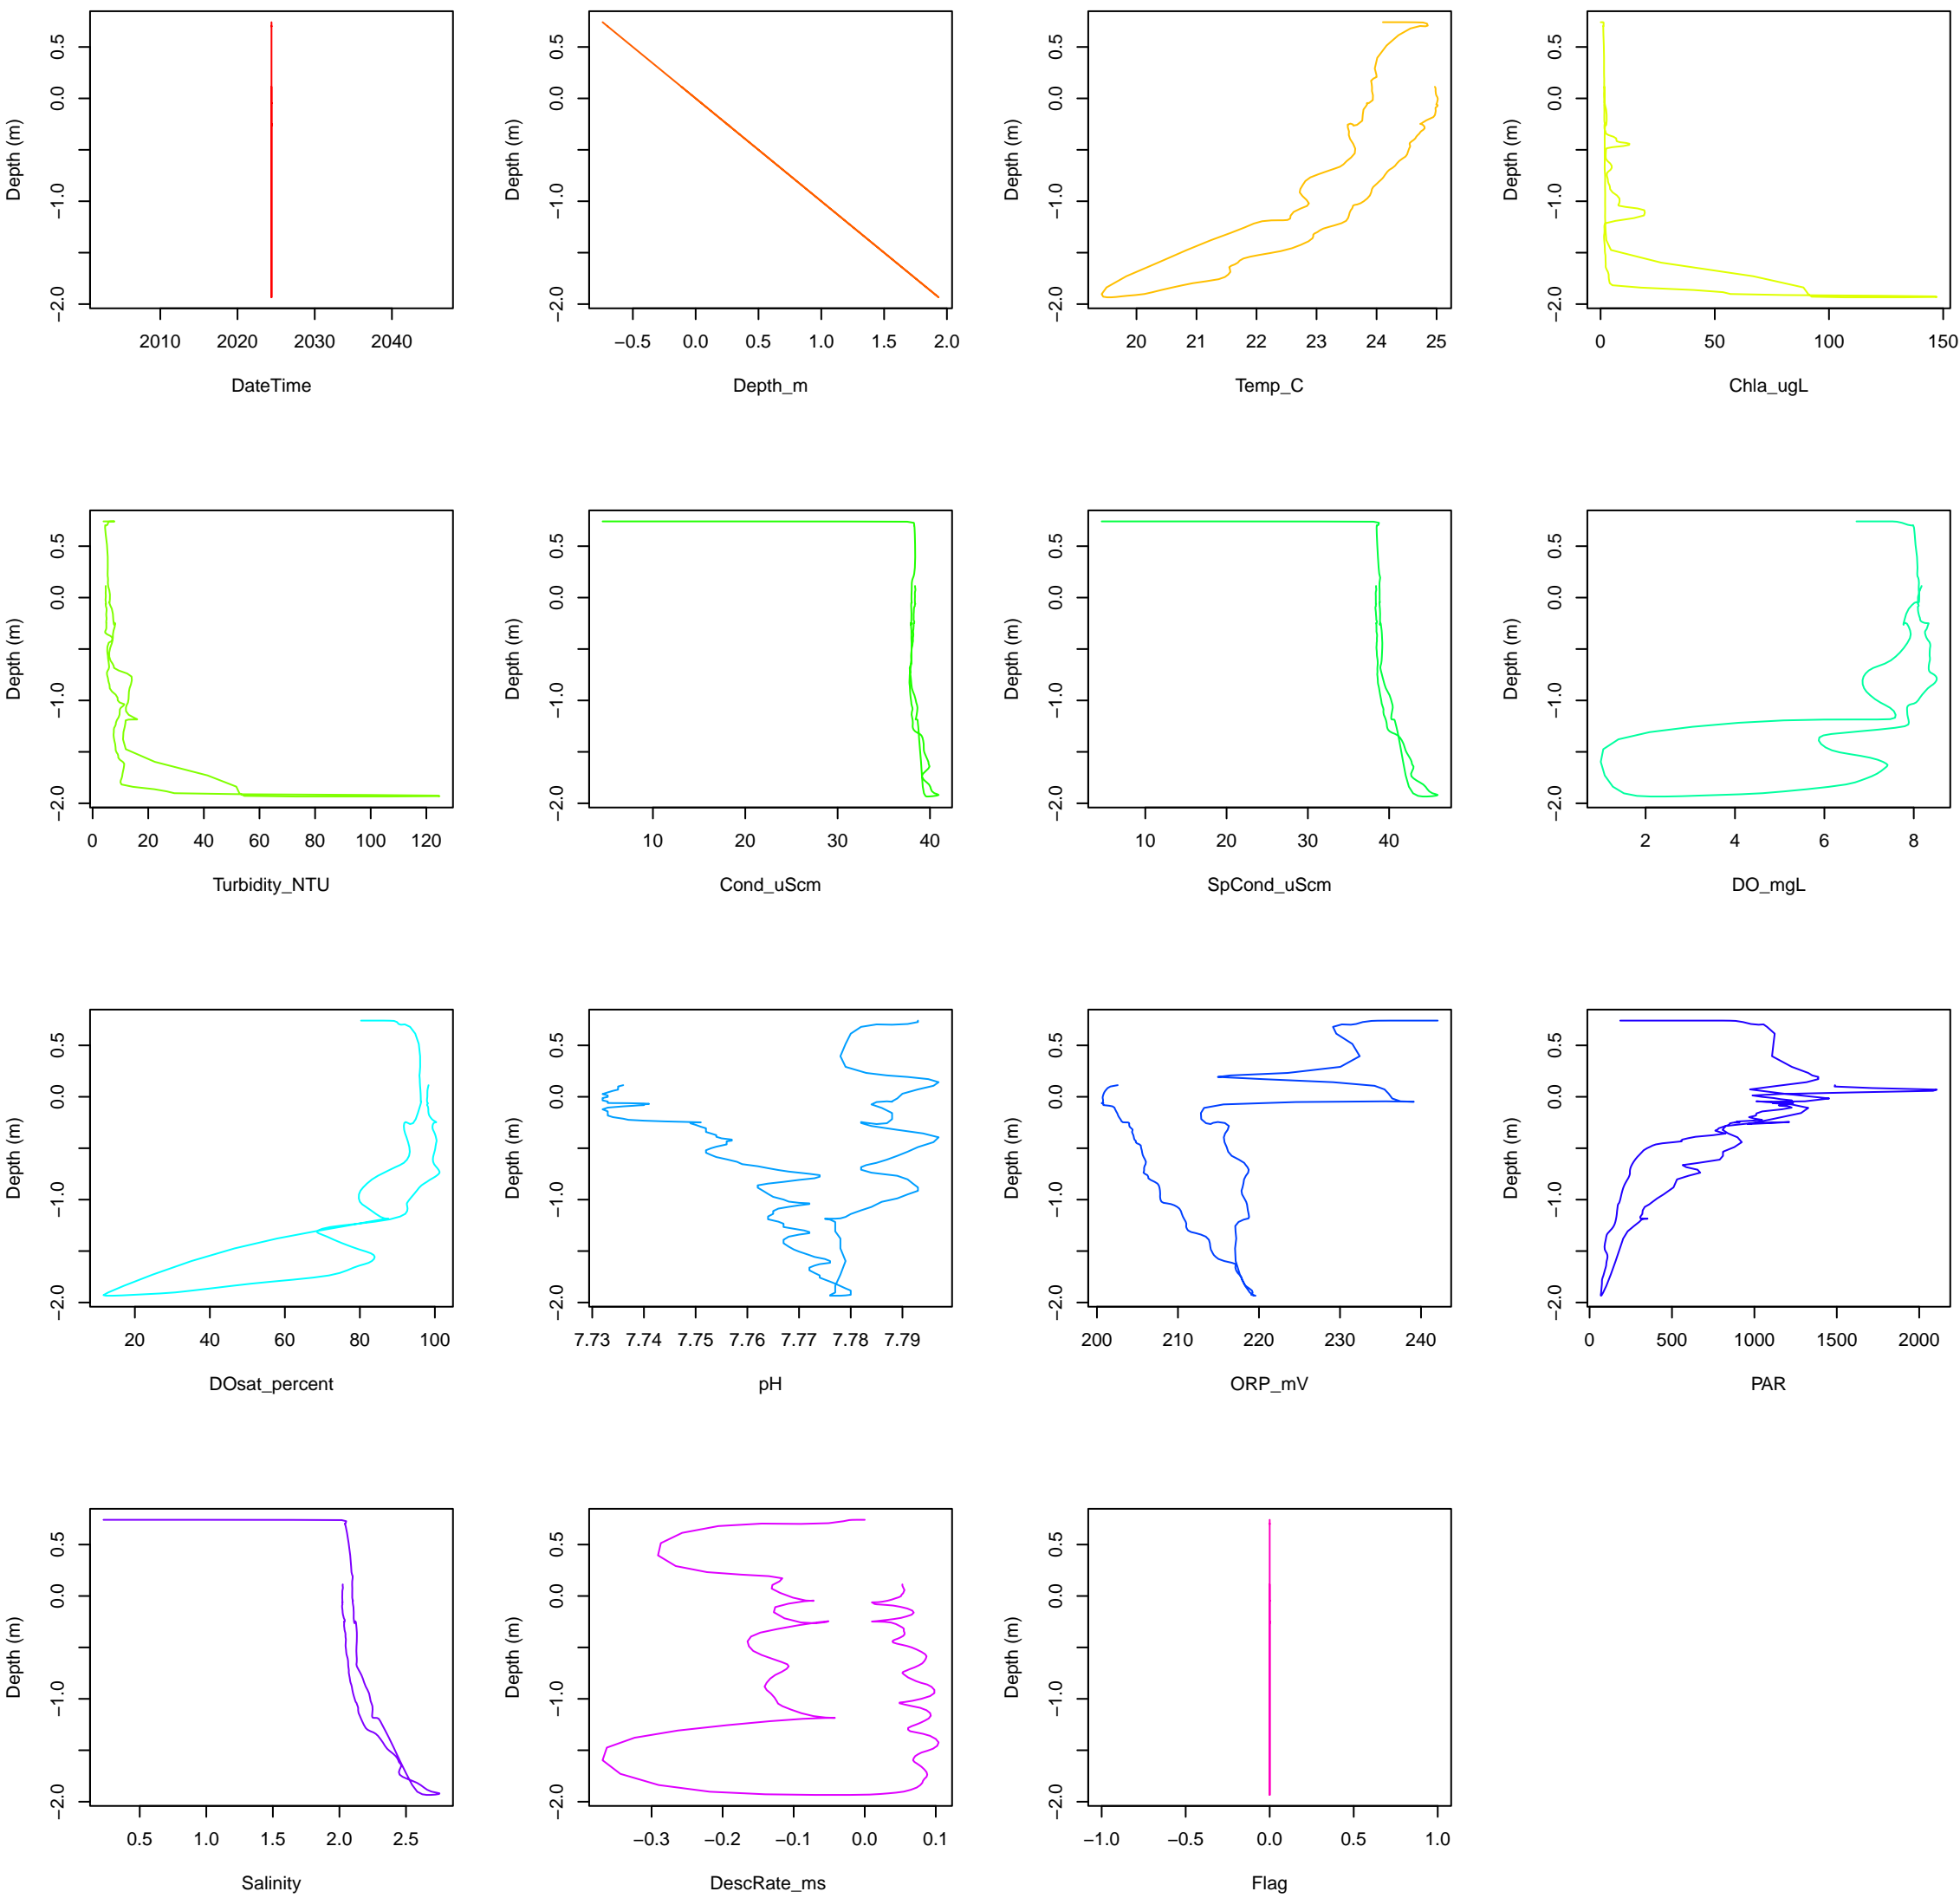 Depth (m)
−2.0 −1.0 0.0 0.5
2010 2020 2030 2040
DateTime
Depth (m)
−2.0 −1.0 0.0 0.5
−0.5 0.0 0.5 1.0 1.5 2.0
Depth_m
Depth (m)
−2.0 −1.0 0.0 0.5
20 21 22 23 24 25
Temp_C
Depth (m)
−2.0 −1.0 0.0 0.5
0 50 100 150
Chla_ugL
Depth (m)
−2.0 −1.0 0.0 0.5
0 20 40 60 80 100 120
Turbidity_NTU
Depth (m)
−2.0 −1.0 0.0 0.5
10 20 30 40
Cond_uScm
Depth (m)
−2.0 −1.0 0.0 0.5
10 20 30 40
SpCond_uScm
Depth (m)
−2.0 −1.0 0.0 0.5
2 4 6 8
DO_mgL
Depth (m)
−2.0 −1.0 0.0 0.5
20 40 60 80 100
DOsat_percent
Depth (m)
−2.0 −1.0 0.0 0.5
7.73 7.74 7.75 7.76 7.77 7.78 7.79
pH
Depth (m)
−2.0 −1.0 0.0 0.5
200 210 220 230 240
ORP_mV
Depth (m)
−2.0 −1.0 0.0 0.5
0 500 1000 1500 2000
PAR
Depth (m)
−2.0 −1.0 0.0 0.5
0.5 1.0 1.5 2.0 2.5
Salinity
Depth (m)
−2.0 −1.0 0.0 0.5
−0.3 −0.2 −0.1 0.0 0.1
DescRate_ms
Depth (m)
−2.0 −1.0 0.0 0.5
−1.0 −0.5 0.0 0.5 1.0
Flag